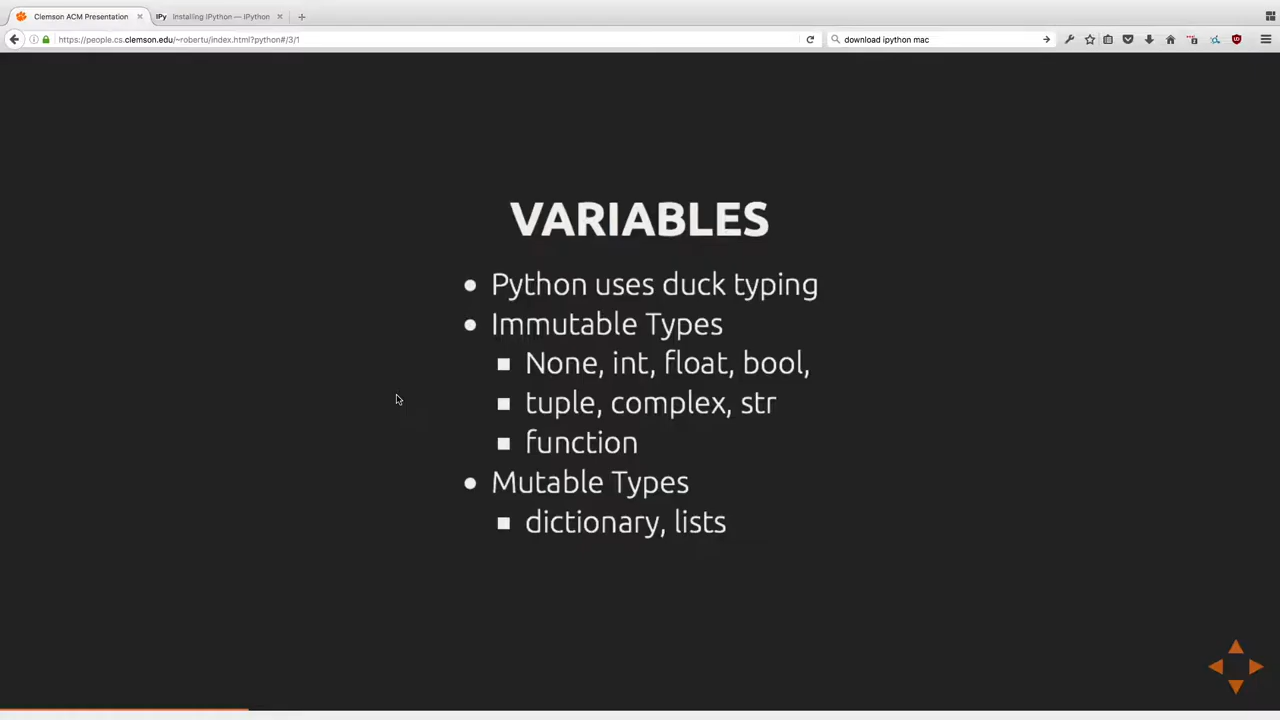 Clemson ACM Presentation
IPy Installing IPython — IPython
https://people.cs.clemson.edu/~robertu/index.html?python#/3/1
download ipython mac
VARIABLES
Python uses duck typing
Immutable Types
None, int, float, bool,
tuple, complex, str
function
Mutable Types
dictionary, lists